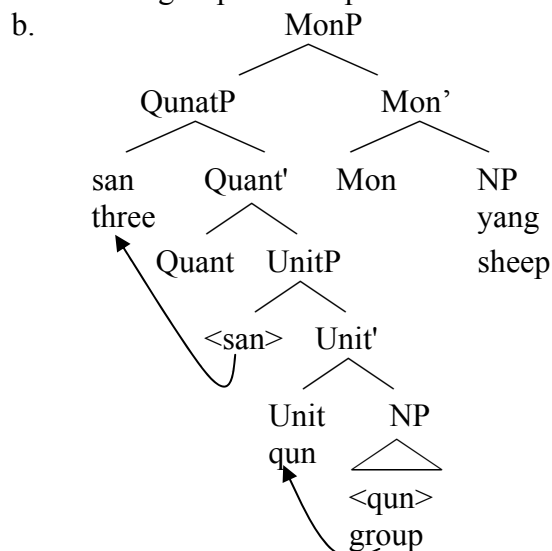 b. MonP
QunatP Mon’
san Quant' Mon NP
three yang
Quant UnitP sheep
<san> Unit'
Unit NP
qun
<qun>
group